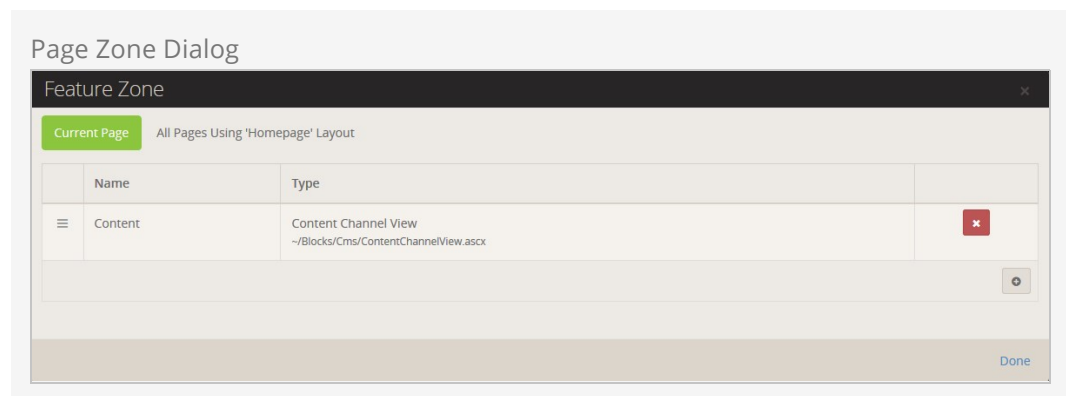 Page Zone Dialog
Feature Zone
Current Page All Pages Using 'Homepage' Layout
Name Type
Content Content Channel View
~/Blocks/Cms/ContentChannelView.ascx
Done